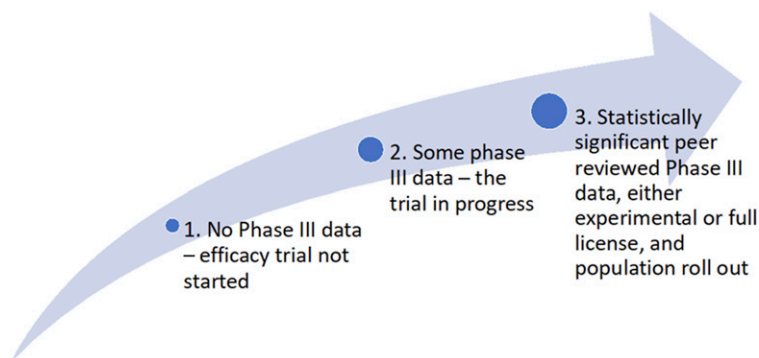 1. No Phase III data
– efficacy trial not
started
2. Some phase
III data – the
trial in progress
3. Statistically
significant peer
reviewed Phase III
data, either
experimental or full
license, and
population roll out